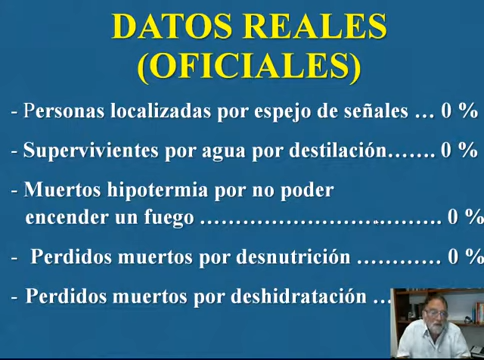 DATOS REALES
(OFICIALES)
- Personas localizadas por espejo de señales … 0 %
- Supervivientes por agua por destilación……. 0 %
- Muertos hipotermia por no poder
encender un fuego ……………………………. 0 %
- Perdidos muertos por desnutrición ………… 0 %
- Perdidos muertos por deshidratación …